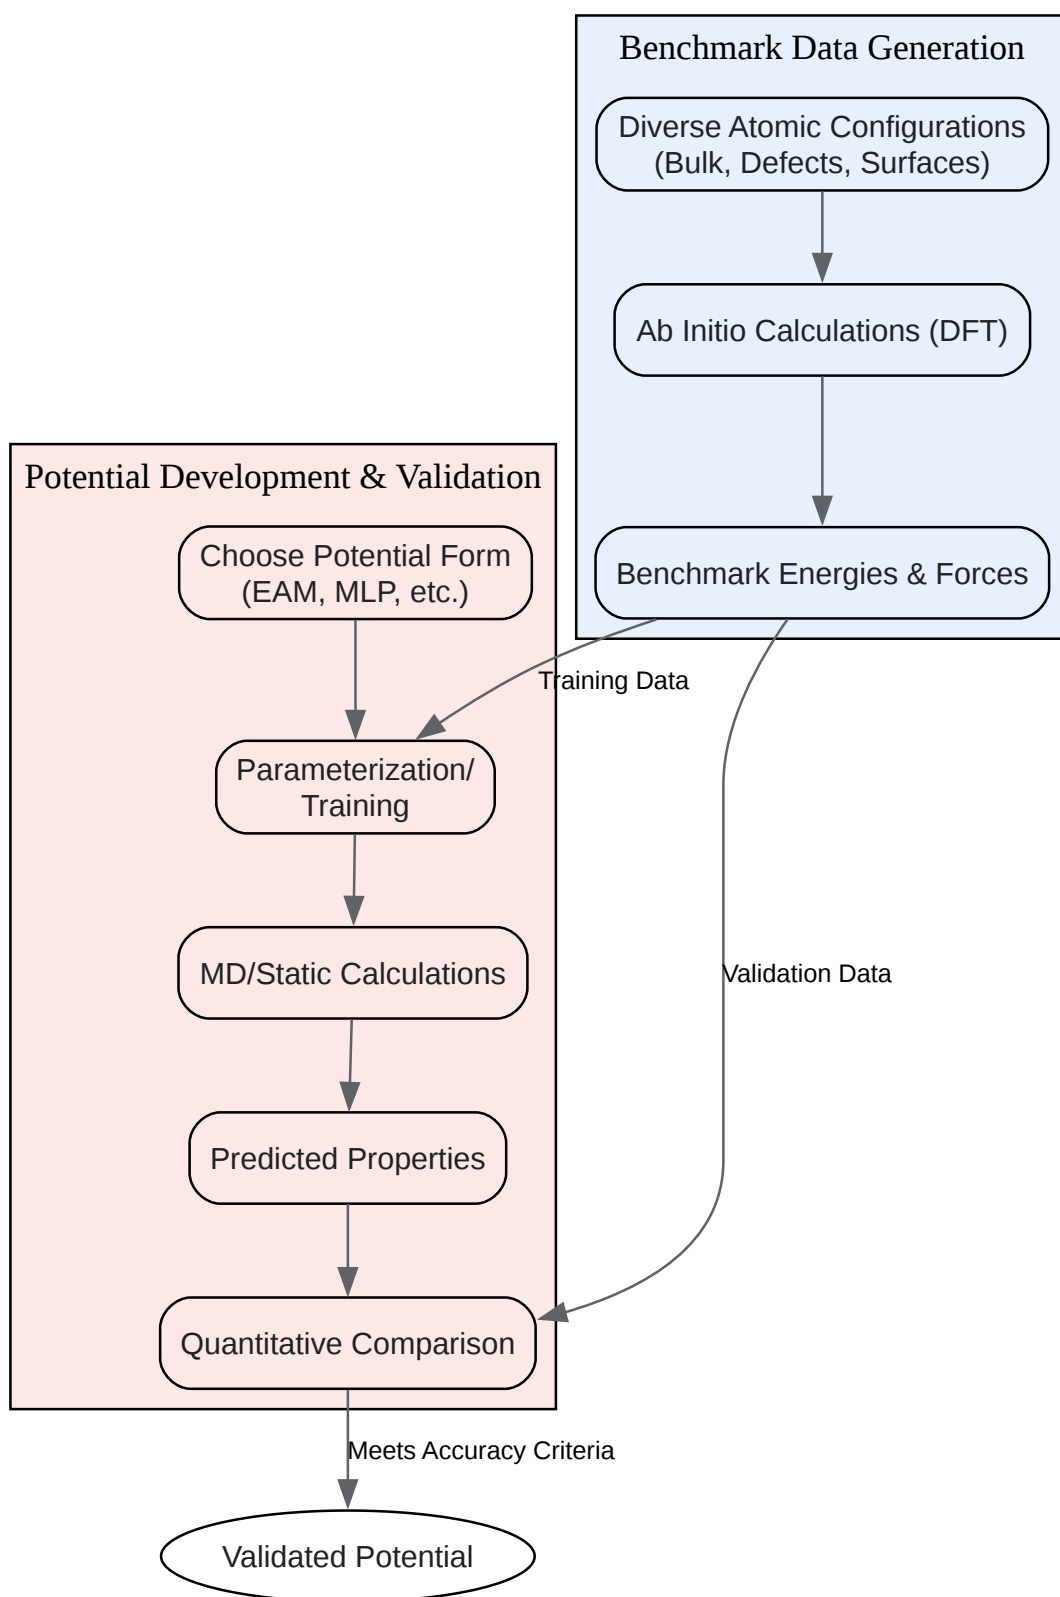 Benchmark Data Generation
Diverse Atomic Configurations
(Bulk, Defects, Surfaces)
Ab Initio Calculations (DFT)
Benchmark Energies & Forces
Potential Development & Validation
Choose Potential Form
(EAM, MLP, etc.)
Training Data
Parameterization/
Training
MD/Static Calculations
Validation Data
Predicted Properties
Quantitative Comparison
Meets Accuracy Criteria
Validated Potential